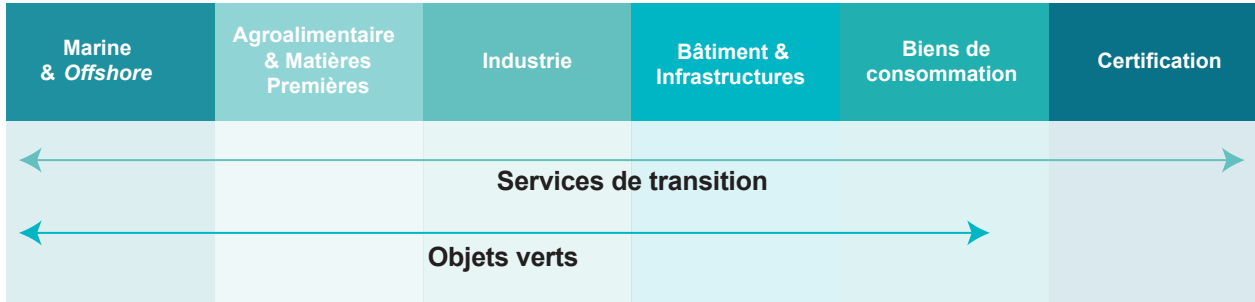 Marine
& Offshore
Agroalimentaire
& Matières
Premières
Industrie
Bâtiment &
Infrastructures
Biens de
consommation
Certification
Services de transition
Objets verts